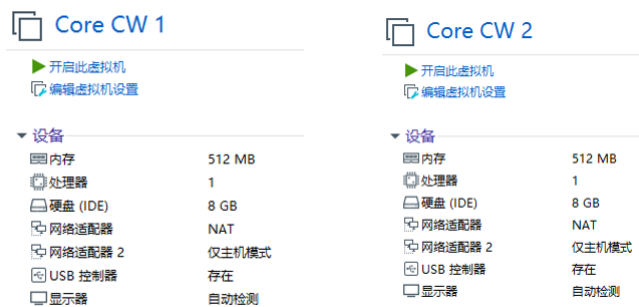 Core CW 1
开启此虚拟机
编辑虚拟机设置
设备
内存 512 MB
处理器 1
硬盘 (IDE) 8 GB
网络适配器 NAT
网络适配器 2 仅主机模式
USB 控制器 存在
显示器 自动检测
Core CW 2
开启此虚拟机
编辑虚拟机设置
设备
内存 512 MB
处理器 1
硬盘 (IDE) 8 GB
网络适配器 NAT
网络适配器 2 仅主机模式
USB 控制器 存在
显示器 自动检测